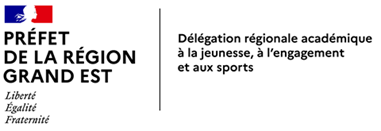 PRÉFET
DE LA RÉGION
GRAND EST
Liberté
Égalité
Fraternité
Délégation régionale académique
à la jeunesse, à l'engagement
et aux sports